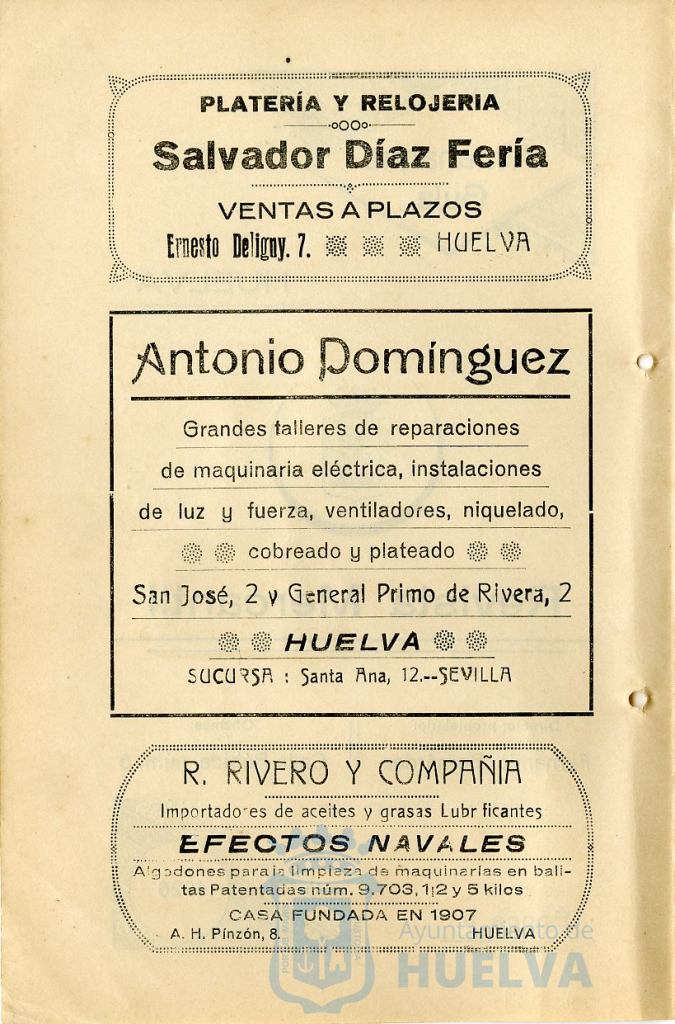 PLATERÍA Y RELOJERIA
Salvador Díaz Fería
VENTAS A PLAZOS
Ernesto Deligny. 7. HUELVA
Antonio Domínguez
Grandes talleres de reparaciones
de maquinaria eléctrica, instalaciones
de luz y fuerza, ventiladores, niquelado,
cobreado y plateado
San José, 2 y General Primo de Rivera, 2
HUELVA
SUCURSA : Santa Ana, 12.--SEVILLA
R. RIVERO Y COMPAÑIA
Importadores de aceites y grasas Lubr ficantes
EFECTOS NAVALES
Algodones para la limpieza de maquinarias en bali-
tas Patentadas núm. 9.703, 1¡2 y 5 kilos
CASA FUNDADA EN 1907
A. H. Pínzón, 8. HUELVA
Ayuntamiento de
HUELVA